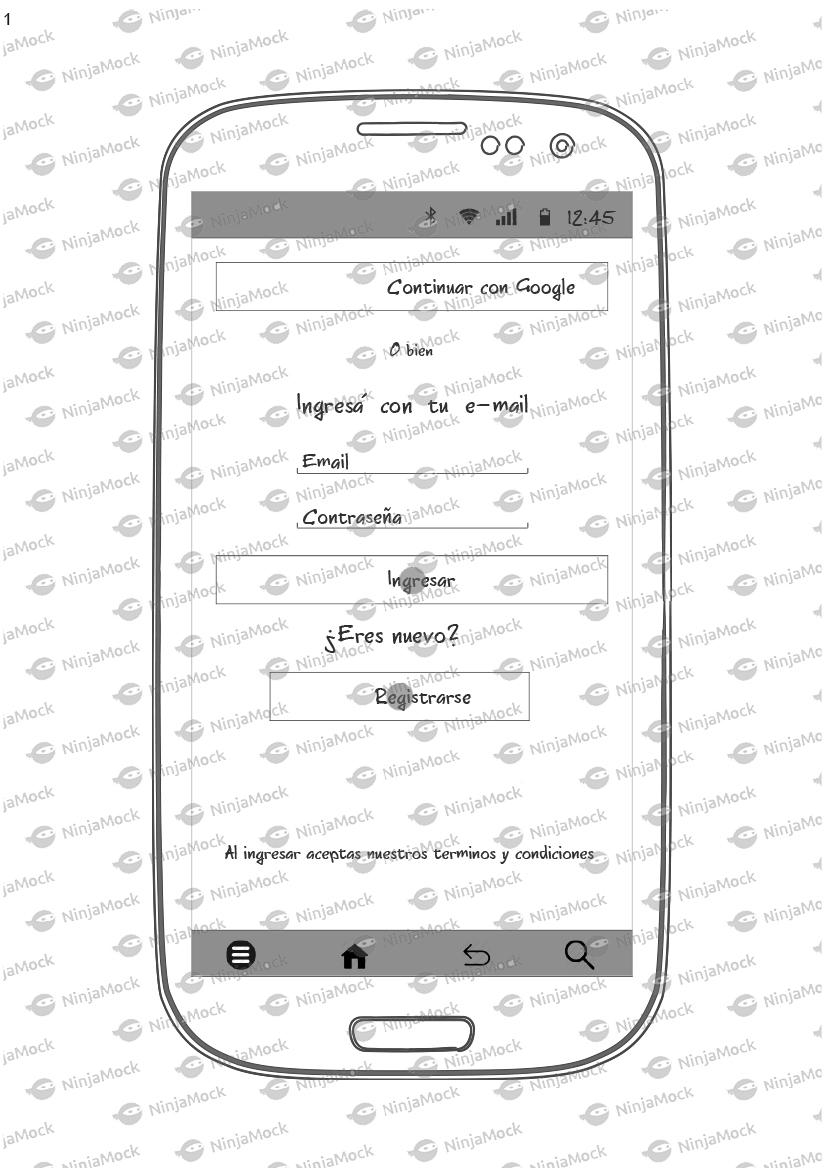 1
12:45
Continuar con Google
O bien
Ingresá con tu e-mail
Email
Contraseña
Ingresar
¿Eres nuevo?
Registrarse
Al ingresar aceptas nuestros terminos y condiciones
NinjaMock